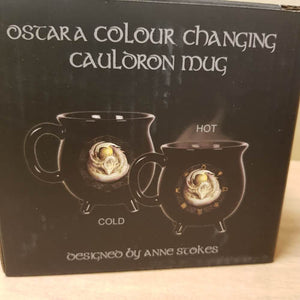 OSTARA COLOUR CHANGING
CAULDRON MUG
HOT
COLD
DESIGNED BY ANNE STOKES